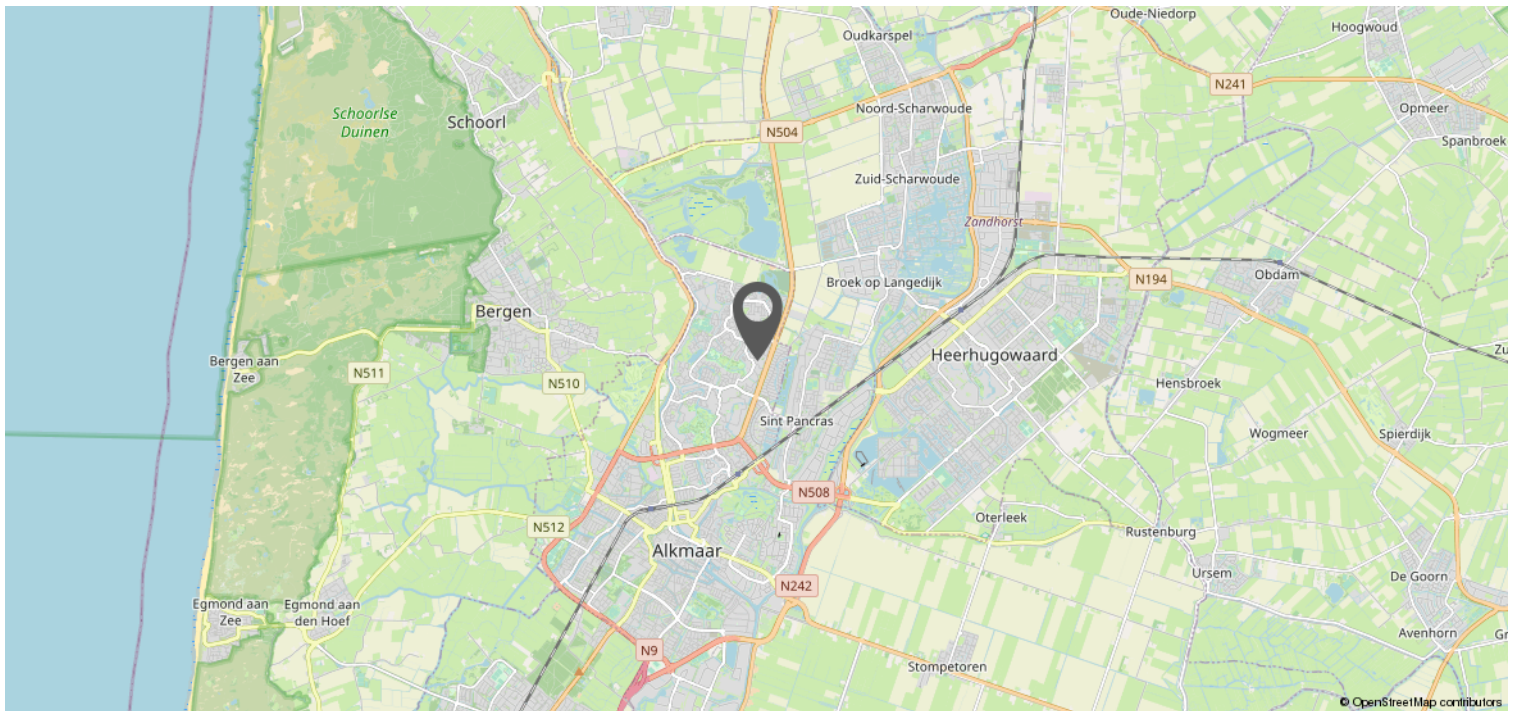 Oude-Niedorp
Hoogwoud
Oudkarspel
N241
Noord-Scharwoude
Opmeer
Schoorlse
Duinen
Schoorl
N504
Spanbroek
Zuid-Scharwoude
Zandhorst
Obdam
N194
Broek op Langedijk
Bergen
Zu
Heerhugowaard
Bergen aan
Zee
N511
N510
Hensbroek
Sint Pancras
Wogmeer
Spierdijk
N508
Oterleek
N512
Rustenburg
Alkmaar
Ursem
De Goorn
N242
Egmond aan
Zee
Egmond aan
den Hoef
Avenhorn
Gr
N9
Stompetoren
© OpenStreetMap contributors